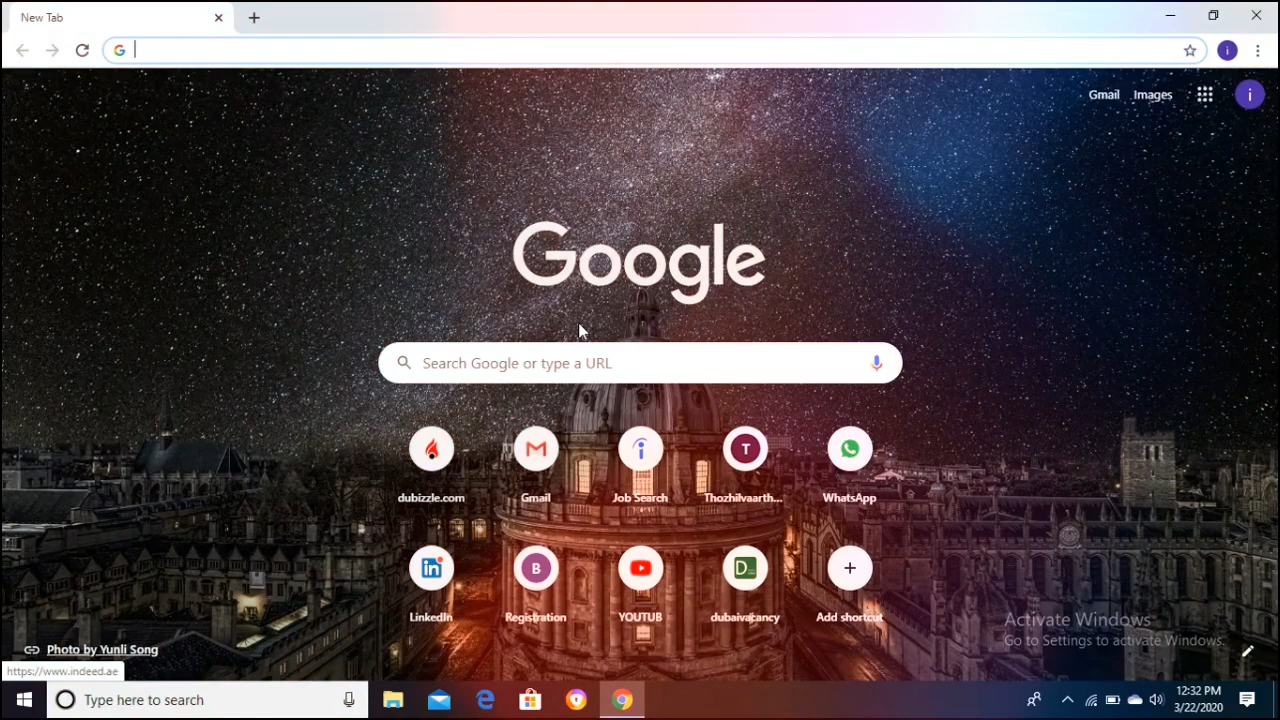 New Tab
Gmail Images
i
Google
Search Google or type a URL
dubizzle.com Gmail Job Search Thozhilvaarth... WhatsApp
LinkedIn Registration YOUTUB dubaivacancy Add shortcut
Activate Windows
Go to Settings to activate Windows.
Photo by Yunli Song
https://www.indeed.ae
Type here to search
12:32 PM
3/22/2020